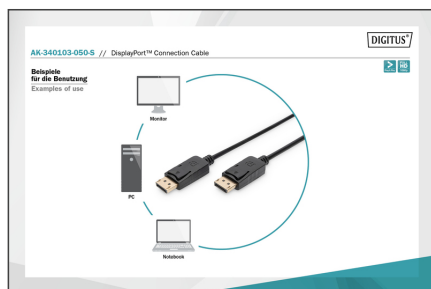 DIGITUS®
AK-340103-050-S // DisplayPort™ Connection Cable
Beispiele
für die Benutzung
Examples of use
Monitor
PC
Notebook